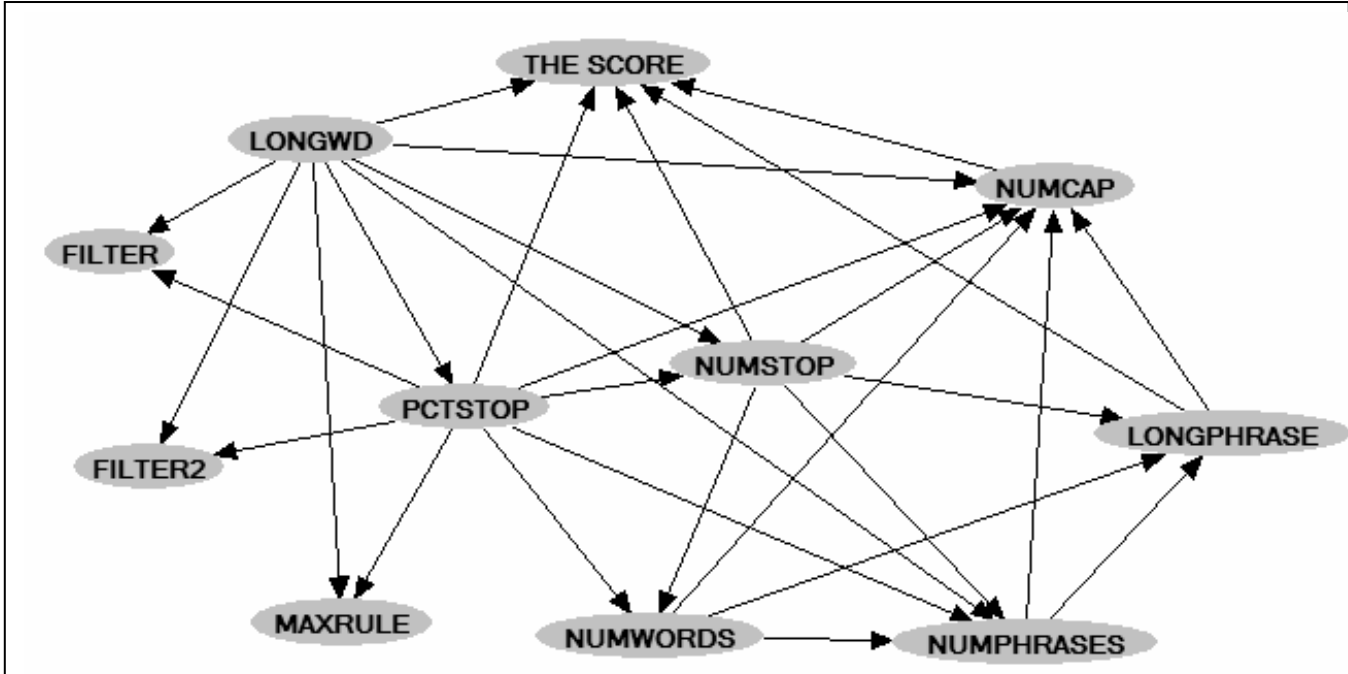 THE SCORE
LONGWD
NUMCAP
FILTER
NUMSTOP
PCTSTOP
LONGPHRASE
FILTER2
MAXRULE
NUMWORDS
NUMPHRASES